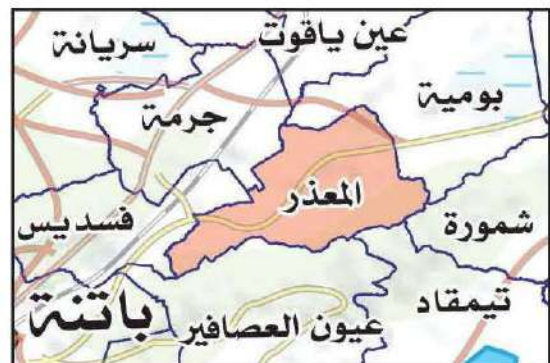 سريانة
عين ياقوت
بومية
جرمة
المعذر
فسديس
شمورة
تيمقاد
باتنة
عيون العصافير